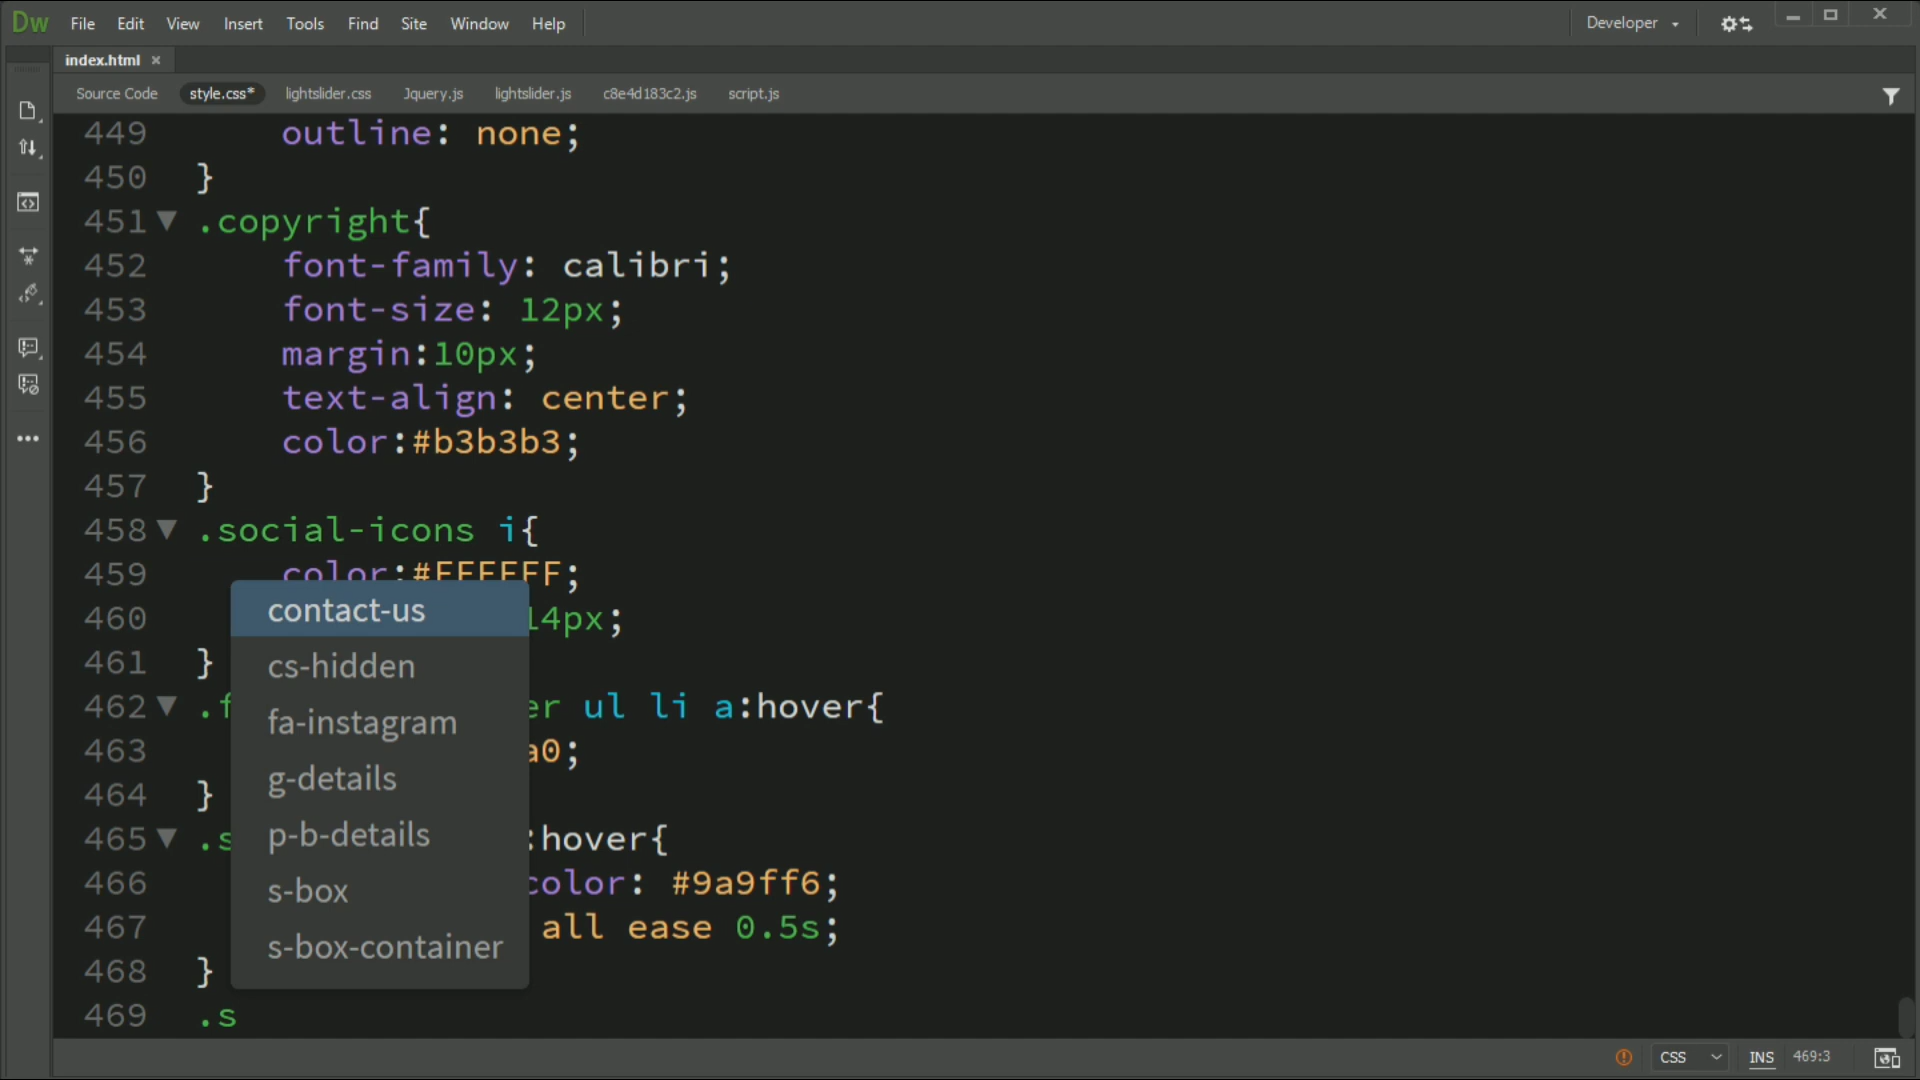 Dw File Edit View Insert Tools Find Site Window Help Developer
index.html
Source Code style.css* lightslider.css Jquery.js lightslider.js c8e4d183c2.js script.js
449 outline: none;
450 }
451 .copyright{
452 font-family: calibri;
453 font-size: 12px;
454 margin:10px;
455 text-align: center;
456 color:#b3b3b3;
457 }
458 .social-icons i{
459 color:#FFFFFF;
460 14px;
461 }
462 .f er ul li a:hover{
463 a0;
464 }
465 .s :hover{
466 color: #9a9ff6;
467 all ease 0.5s;
468 }
469 .s
contact-us
cs-hidden
fa-instagram
g-details
p-b-details
s-box
s-box-container
CSS INS 469:3